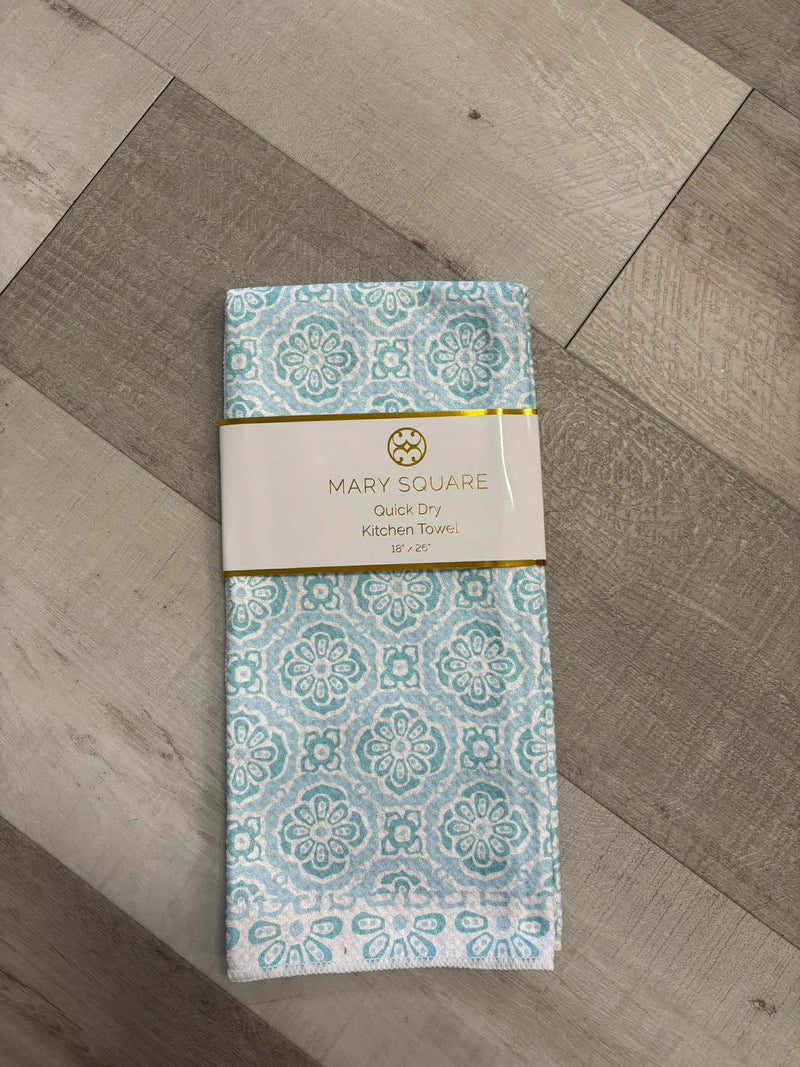 MARY SQUARE
Quick Dry
Kitchen Towel
18" x 26"